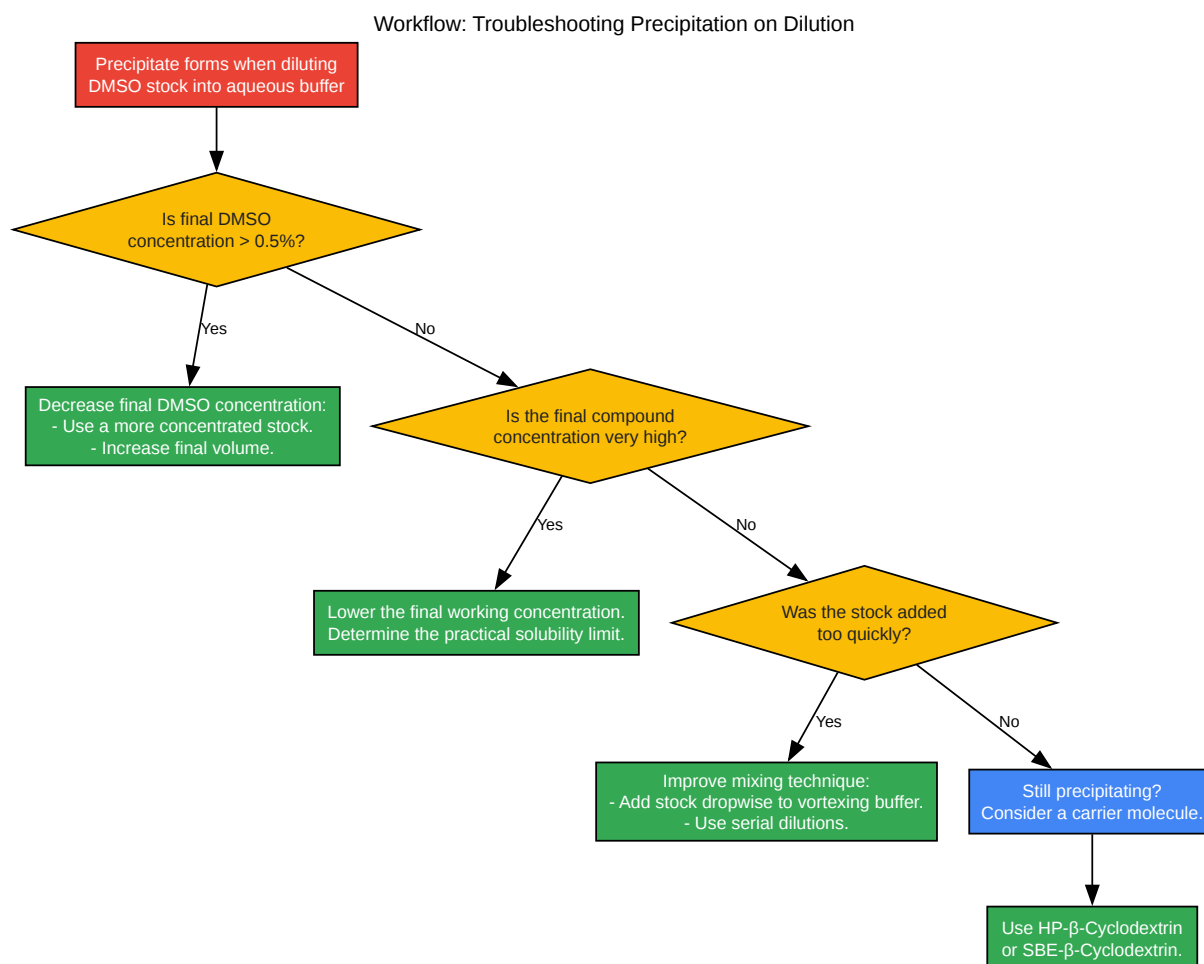 Workflow: Troubleshooting Precipitation on Dilution
Precipitate forms when diluting
DMSO stock into aqueous buffer
Is final DMSO
concentration > 0.5%?
Yes
No
Decrease final DMSO concentration:
- Use a more concentrated stock.
- Increase final volume.
Is the final compound
concentration very high?
Yes
No
Lower the final working concentration.
Determine the practical solubility limit.
Was the stock added
too quickly?
Yes
No
Improve mixing technique:
- Add stock dropwise to vortexing buffer.
- Use serial dilutions.
Still precipitating?
Consider a carrier molecule.
Use HP-β-Cyclodextrin
or SBE-β-Cyclodextrin.